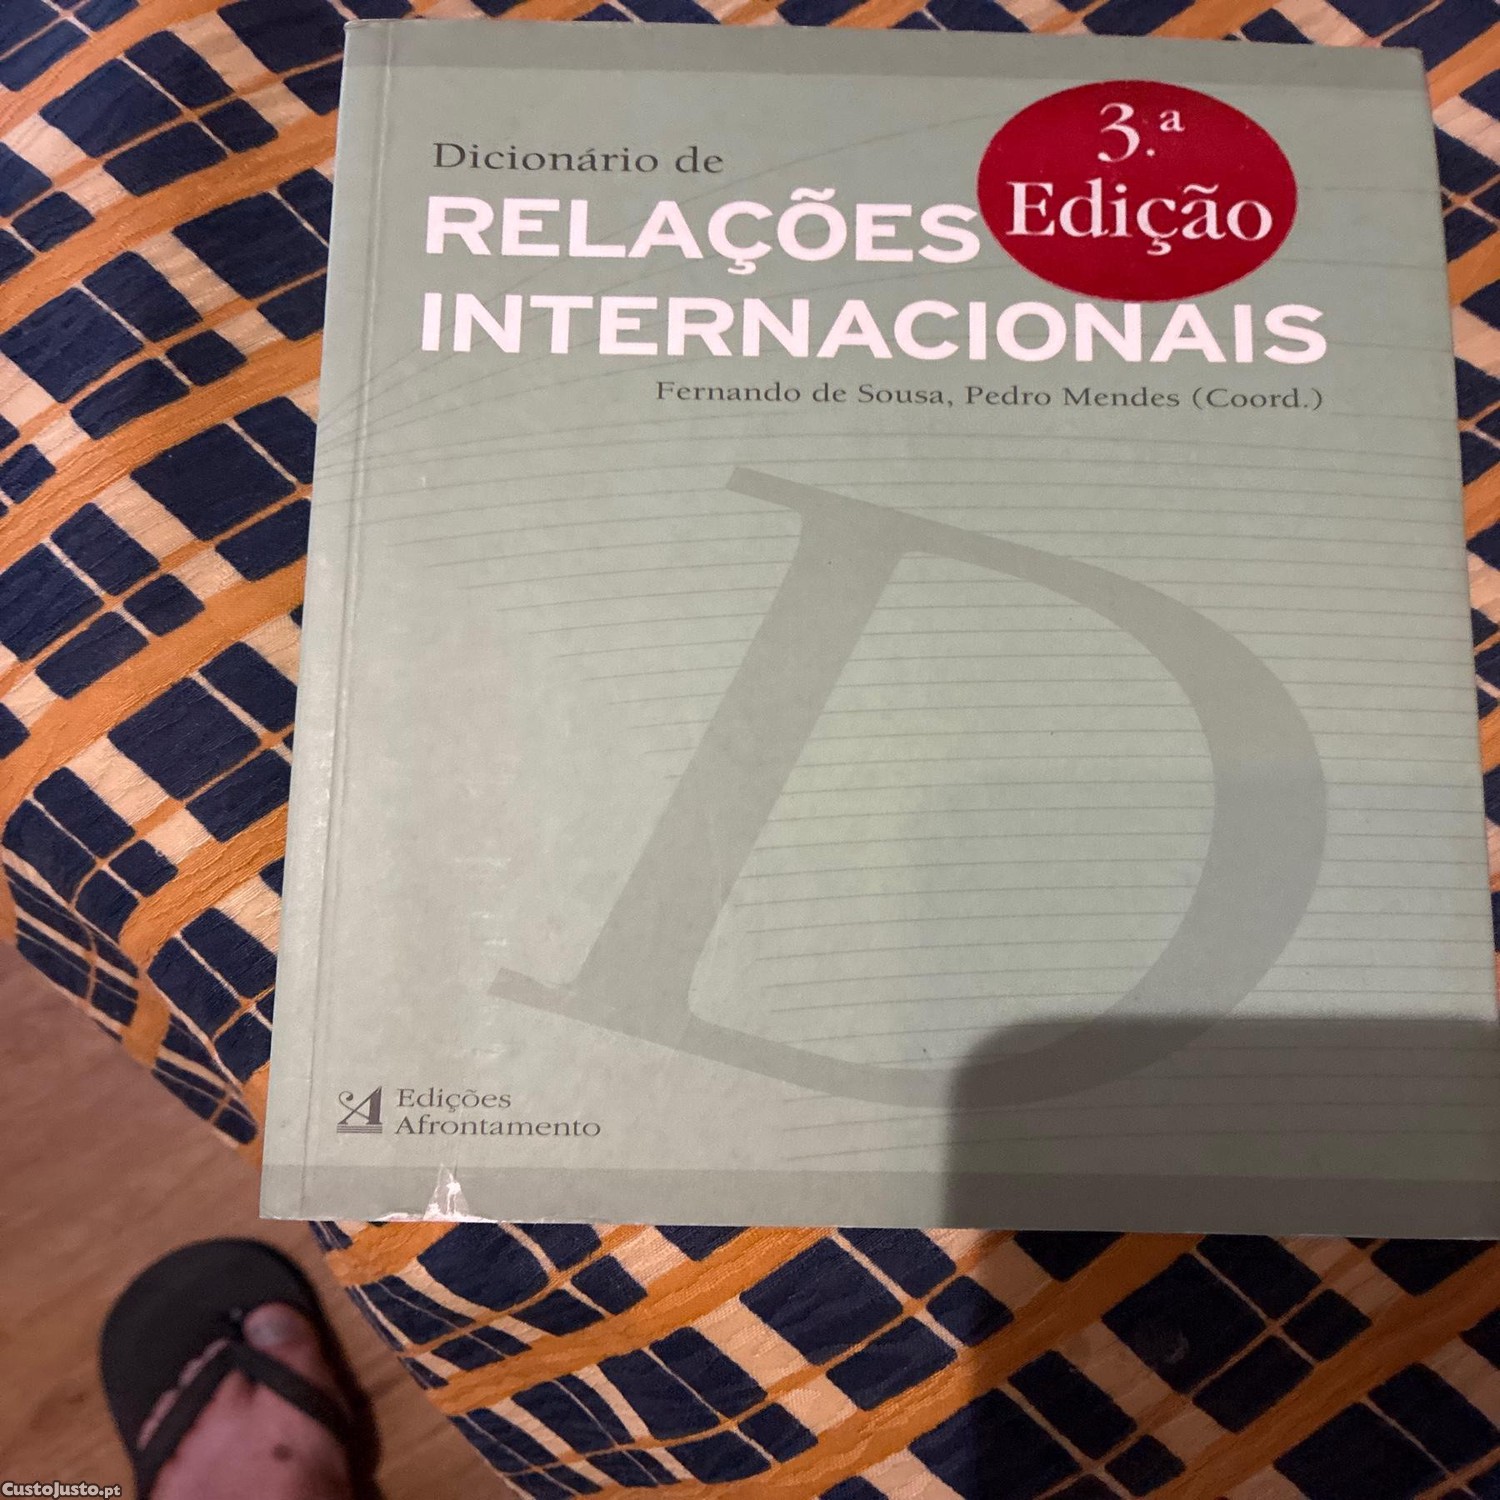 3.ª
Edição
Dicionário de
RELAÇÕES
INTERNACIONAIS
Fernando de Sousa, Pedro Mendes (Coord.)
D
A Edições
Afrontamento
CustoJusto.pt